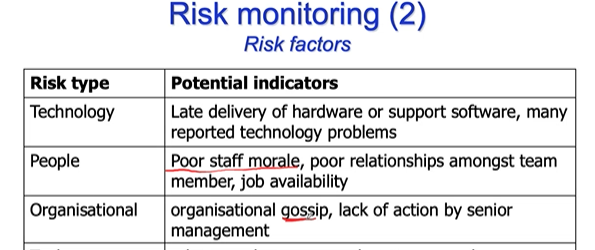 Risk monitoring (2)
Risk factors
Risk type Potential indicators
Technology Late delivery of hardware or support software, many
reported technology problems
People Poor staff morale, poor relationships amongst team
member, job availability
Organisational organisational gossip, lack of action by senior
management